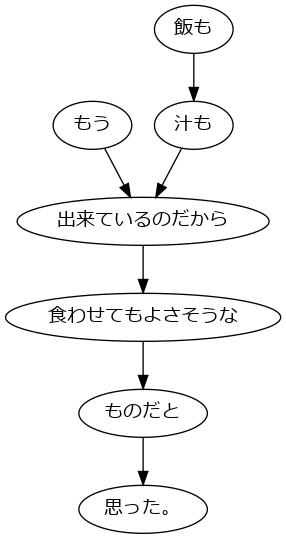 飯も
もう
汁も
出来ているのだから
食わせてもよさそうな
ものだと
思った。